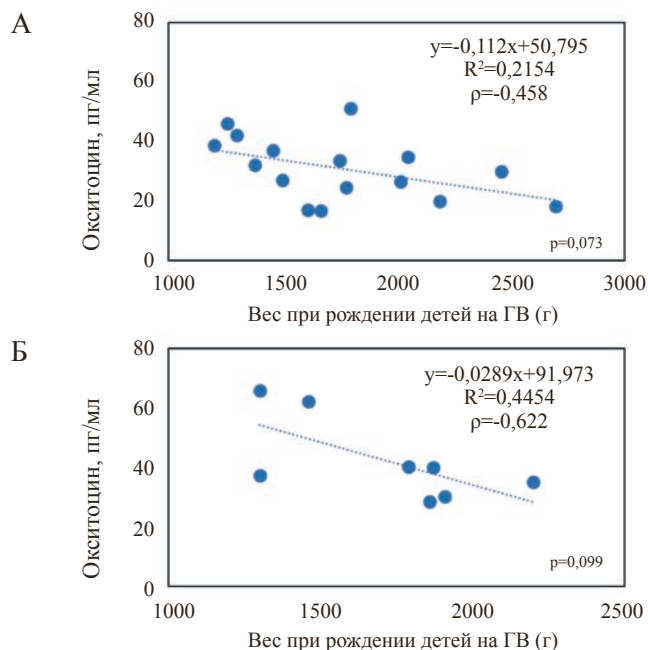 А
80
60
40
20
0
Окситоцин, пг/мл
y=-0,112x+50,795
R²=0,2154
ρ=-0,458
p=0,073
1000 1500 2000 2500 3000
Вес при рождении детей на ГВ (г)
Б
80
60
40
20
0
Окситоцин, пг/мл
y=-0,0289x+91,973
R²=0,4454
ρ=-0,622
p=0,099
1000 1500 2000 2500
Вес при рождении детей на ГВ (г)